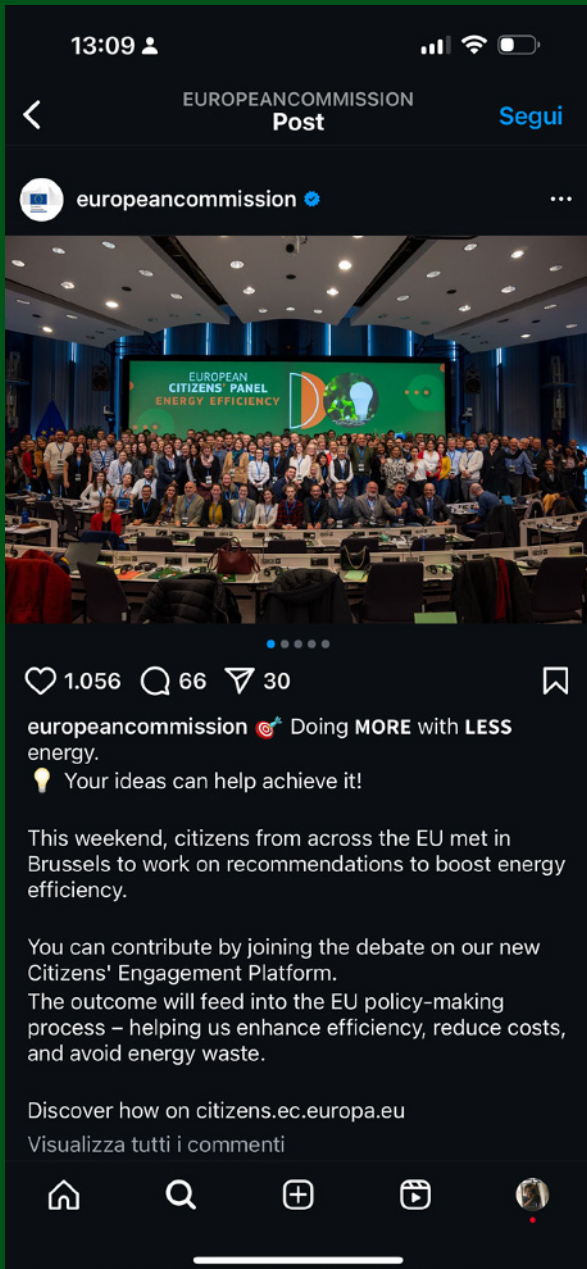 13:09
EUROPEANCOMMISSION
Post
Segui
europeancommission
EUROPEAN
CITIZENS' PANEL
ENERGY EFFICIENCY
1.056
66
30
europeancommission 🎯 Doing MORE with LESS
energy.
💡 Your ideas can help achieve it!
This weekend, citizens from across the EU met in
Brussels to work on recommendations to boost energy
efficiency.
You can contribute by joining the debate on our new
Citizens' Engagement Platform.
The outcome will feed into the EU policy-making
process – helping us enhance efficiency, reduce costs,
and avoid energy waste.
Discover how on citizens.ec.europa.eu
Visualizza tutti i commenti